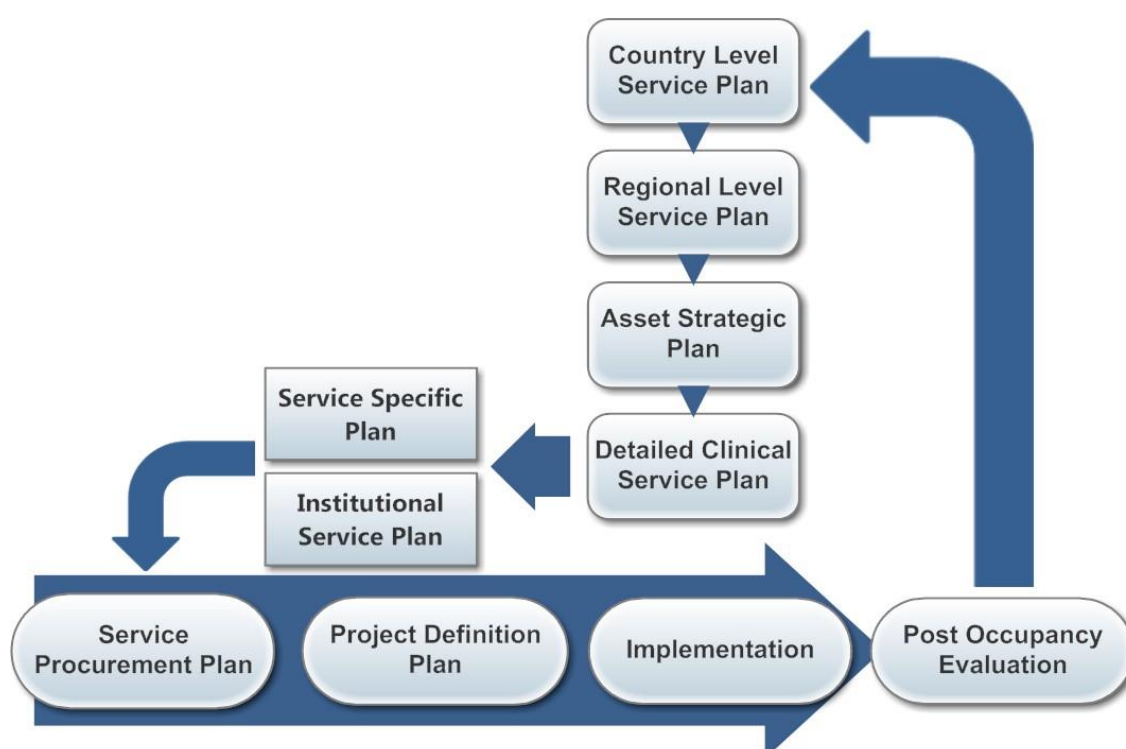 Country Level
Service Plan
Regional Level
Service Plan
Asset Strategic
Plan
Detailed Clinical
Service Plan
Service Specific
Plan
Institutional
Service Plan
Service
Procurement Plan
Project Definition
Plan
Implementation
Post Occupancy
Evaluation